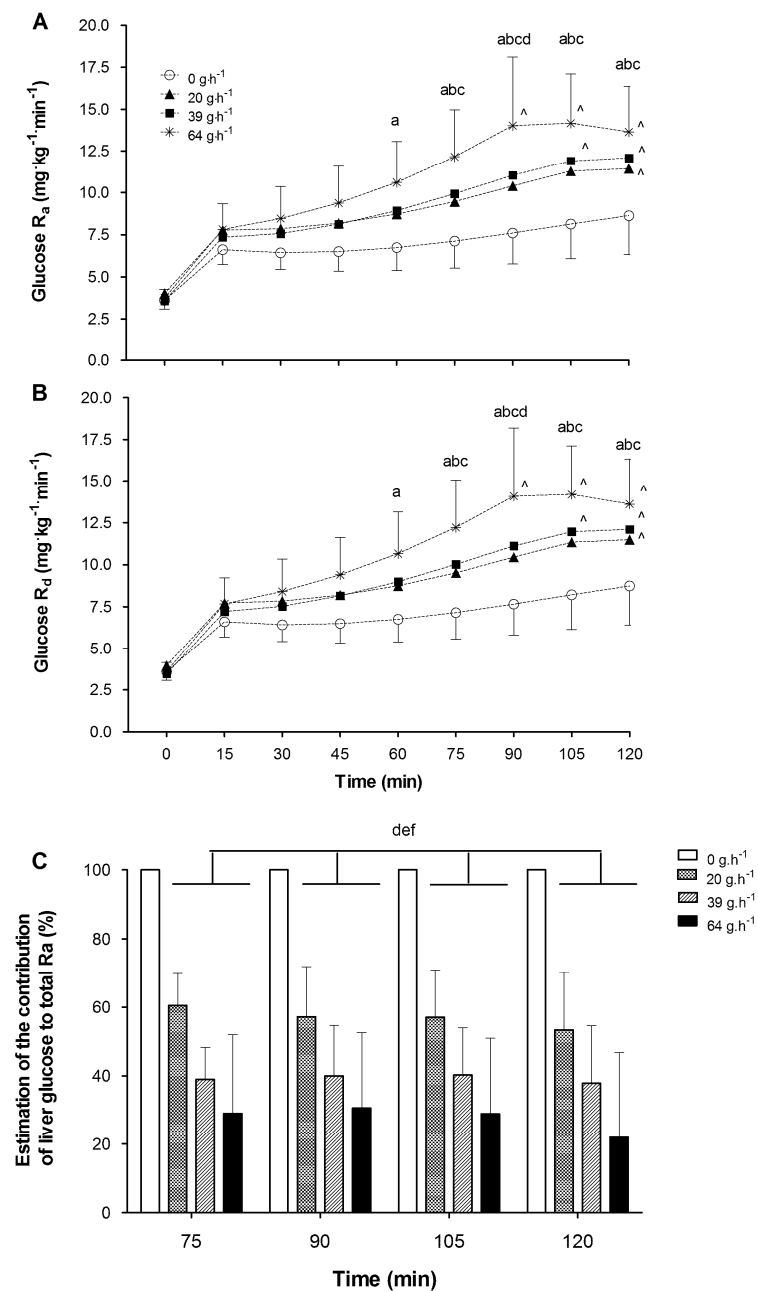 A
Glucose Ra (mg·kg-1·min-1)
20.0
17.5
15.0
12.5
10.0
7.5
5.0
2.5
0.0
0 g·h-1
20 g·h-1
39 g·h-1
64 g·h-1
a
abc
abcd
abc
abc
^
^
^
^
^
^
B
Glucose Rd (mg·kg-1·min-1)
20.0
17.5
15.0
12.5
10.0
7.5
5.0
2.5
0.0
a
abc
abcd
abc
abc
^
^
^
^
^
^
0 15 30 45 60 75 90 105 120
Time (min)
C
Estimation of the contribution
of liver glucose to total Ra (%)
100
80
60
40
20
0
def
0 g.h-1
20 g.h-1
39 g.h-1
64 g.h-1
75 90 105 120
Time (min)